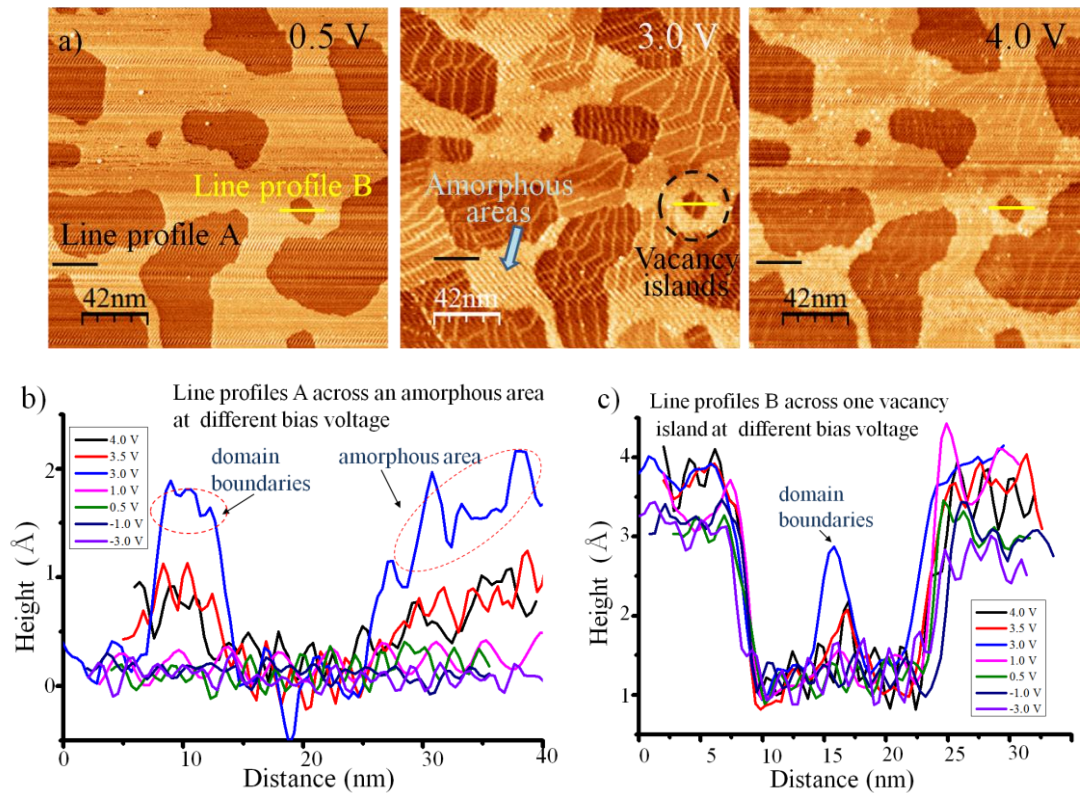 a)
0.5 V
Line profile B
Line profile A
42nm
3.0 V
Amorphous
areas
Vacancy
islands
42nm
4.0 V
42nm
b)
Line profiles A across an amorphous area
at different bias voltage
4.0 V
3.5 V
3.0 V
1.0 V
0.5 V
-1.0 V
-3.0 V
domain
boundaries
amorphous area
2
1
0
Height (Å)
0 10 20 30 40
Distance (nm)
c)
Line profiles B across one vacancy
island at different bias voltage
domain
boundaries
4
3
2
1
Height (Å)
4.0 V
3.5 V
3.0 V
1.0 V
0.5 V
-1.0 V
-3.0 V
0 5 10 15 20 25 30
Distance (nm)